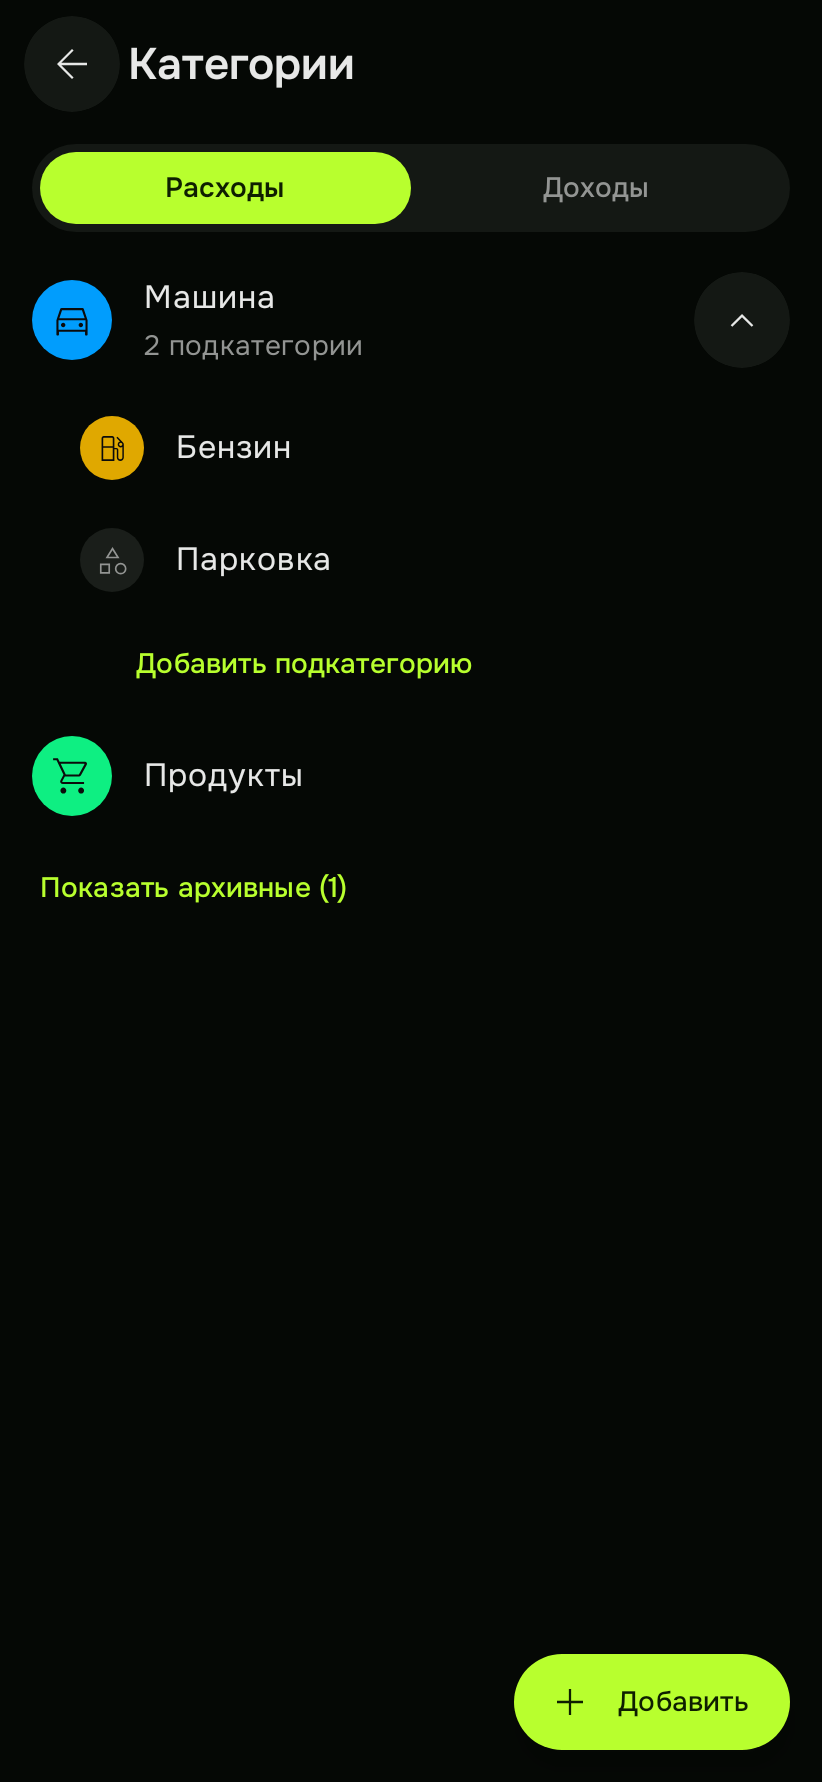 Категории
Расходы
Доходы
Машина
2 подкатегории
Бензин
Парковка
Добавить подкатегорию
Продукты
Показать архивные (1)
Добавить